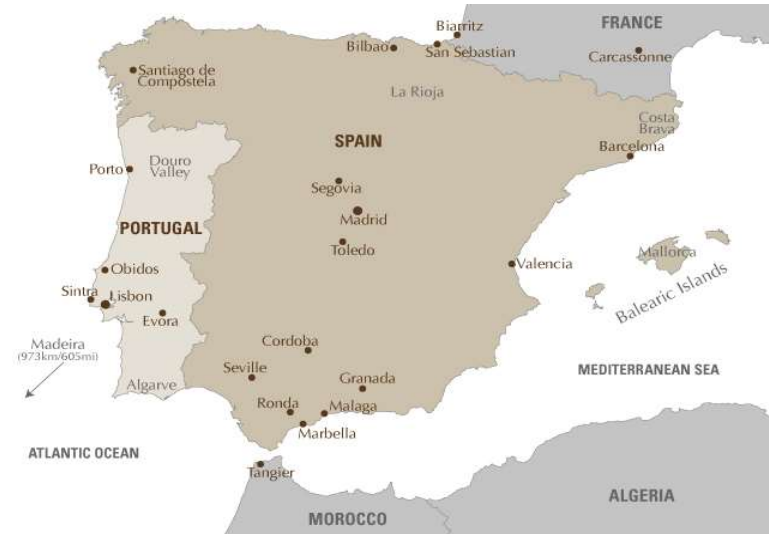 FRANCE
Biarritz
Bilbao
San Sebastian
Carcassonne
Santiago de
Compostela
La Rioja
Costa
Brava
SPAIN
Barcelona
Porto
Douro
Valley
Segovia
Madrid
PORTUGAL
Toledo
Mallorca
Valencia
Obidos
Balearic Islands
Sintra
Lisbon
Evora
Madeira
(973km/605mi)
Cordoba
Seville
MEDITERRANEAN SEA
Algarve
Granada
Ronda
Malaga
Marbella
ATLANTIC OCEAN
Tangier
ALGERIA
MOROCCO